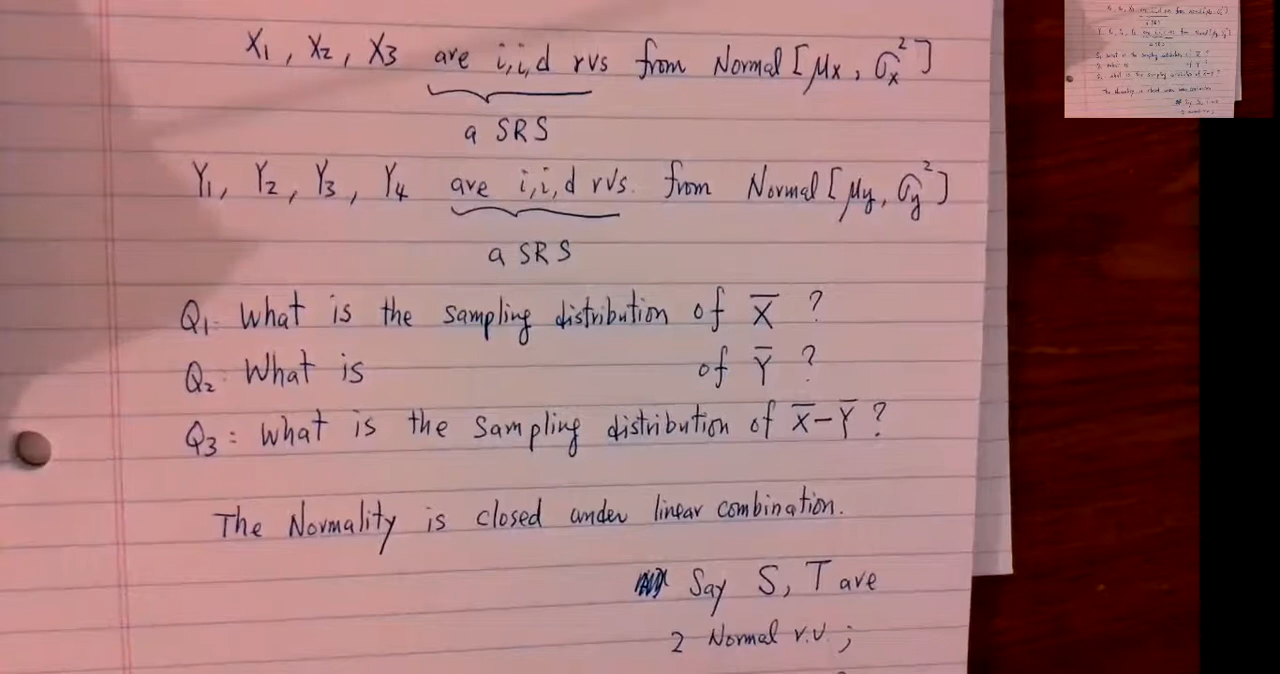 X1, X2, X3 are i,i,d rvs from Normal [μx, σx²]
a SRS
Y1, Y2, Y3, Y4 are i,i,d rvs. from Normal [μy, σy²]
a SRS
Q1. What is the sampling distribution of X̅ ?
Q2. What is of Y̅ ?
Q3: What is the sampling distribution of X̅-Y̅ ?
The Normality is closed under linear combination.
Say S, T are
2 Normal r.v. ;